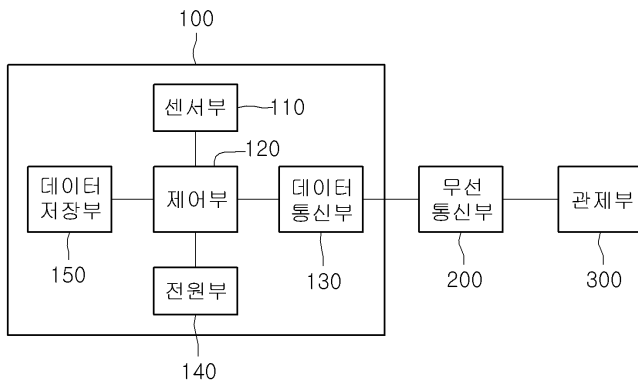 100
센서부
110
120
데이터
저장부
제어부
데이터
통신부
무선
통신부
관제부
150
전원부
130
200
300
140